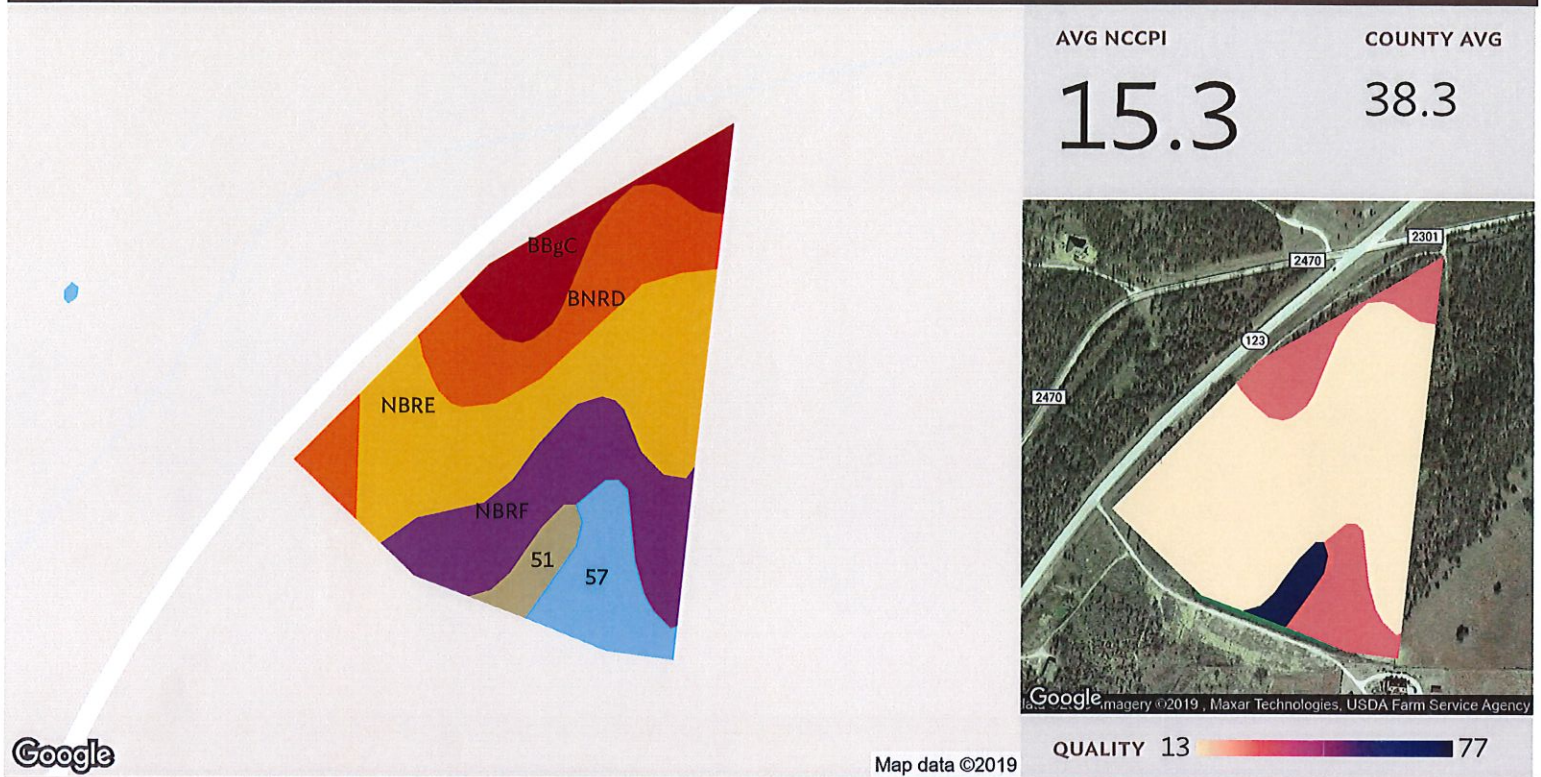 AVG NCCPI
15.3
COUNTY AVG
38.3
BBgC
BNRD
NBRE
NBRF
51
57
Google
Map data ©2019
2301
2470
123
2470
Google
Imagery ©2019 , Maxar Technologies, USDA Farm Service Agency
QUALITY 13 77